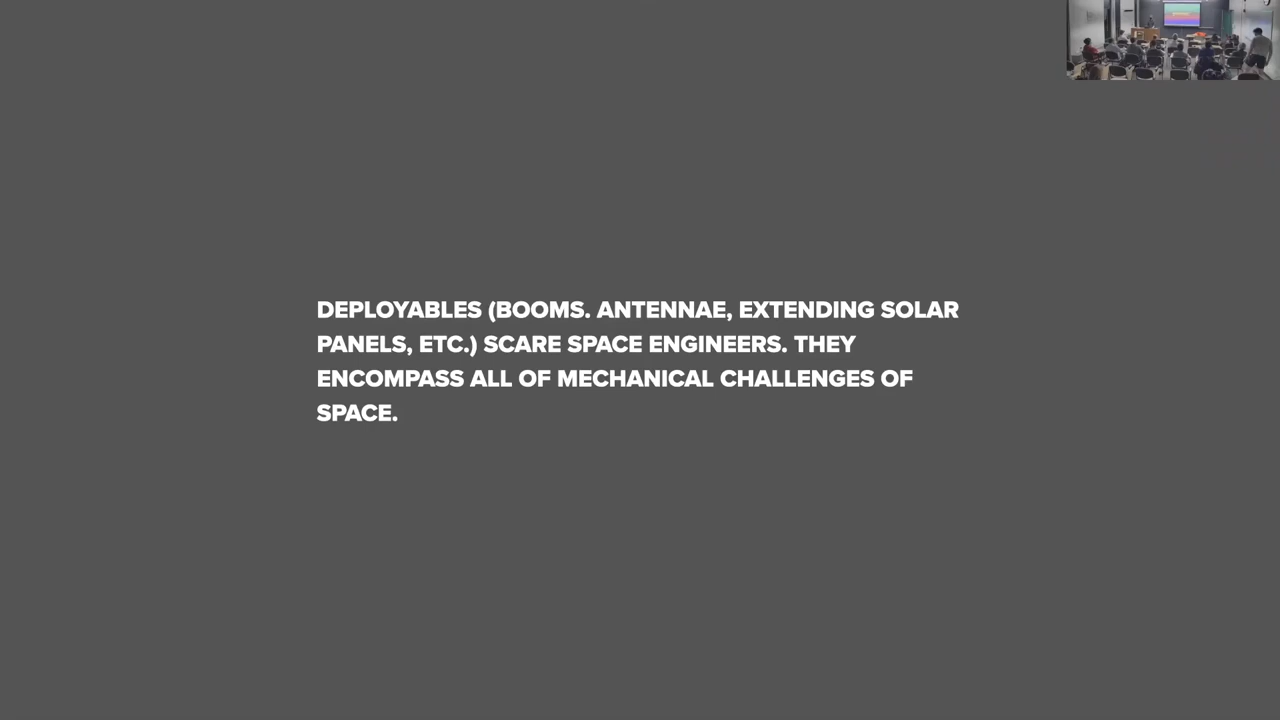 DEPLOYABLES (BOOMS. ANTENNAE, EXTENDING SOLAR
PANELS, ETC.) SCARE SPACE ENGINEERS. THEY
ENCOMPASS ALL OF MECHANICAL CHALLENGES OF
SPACE.